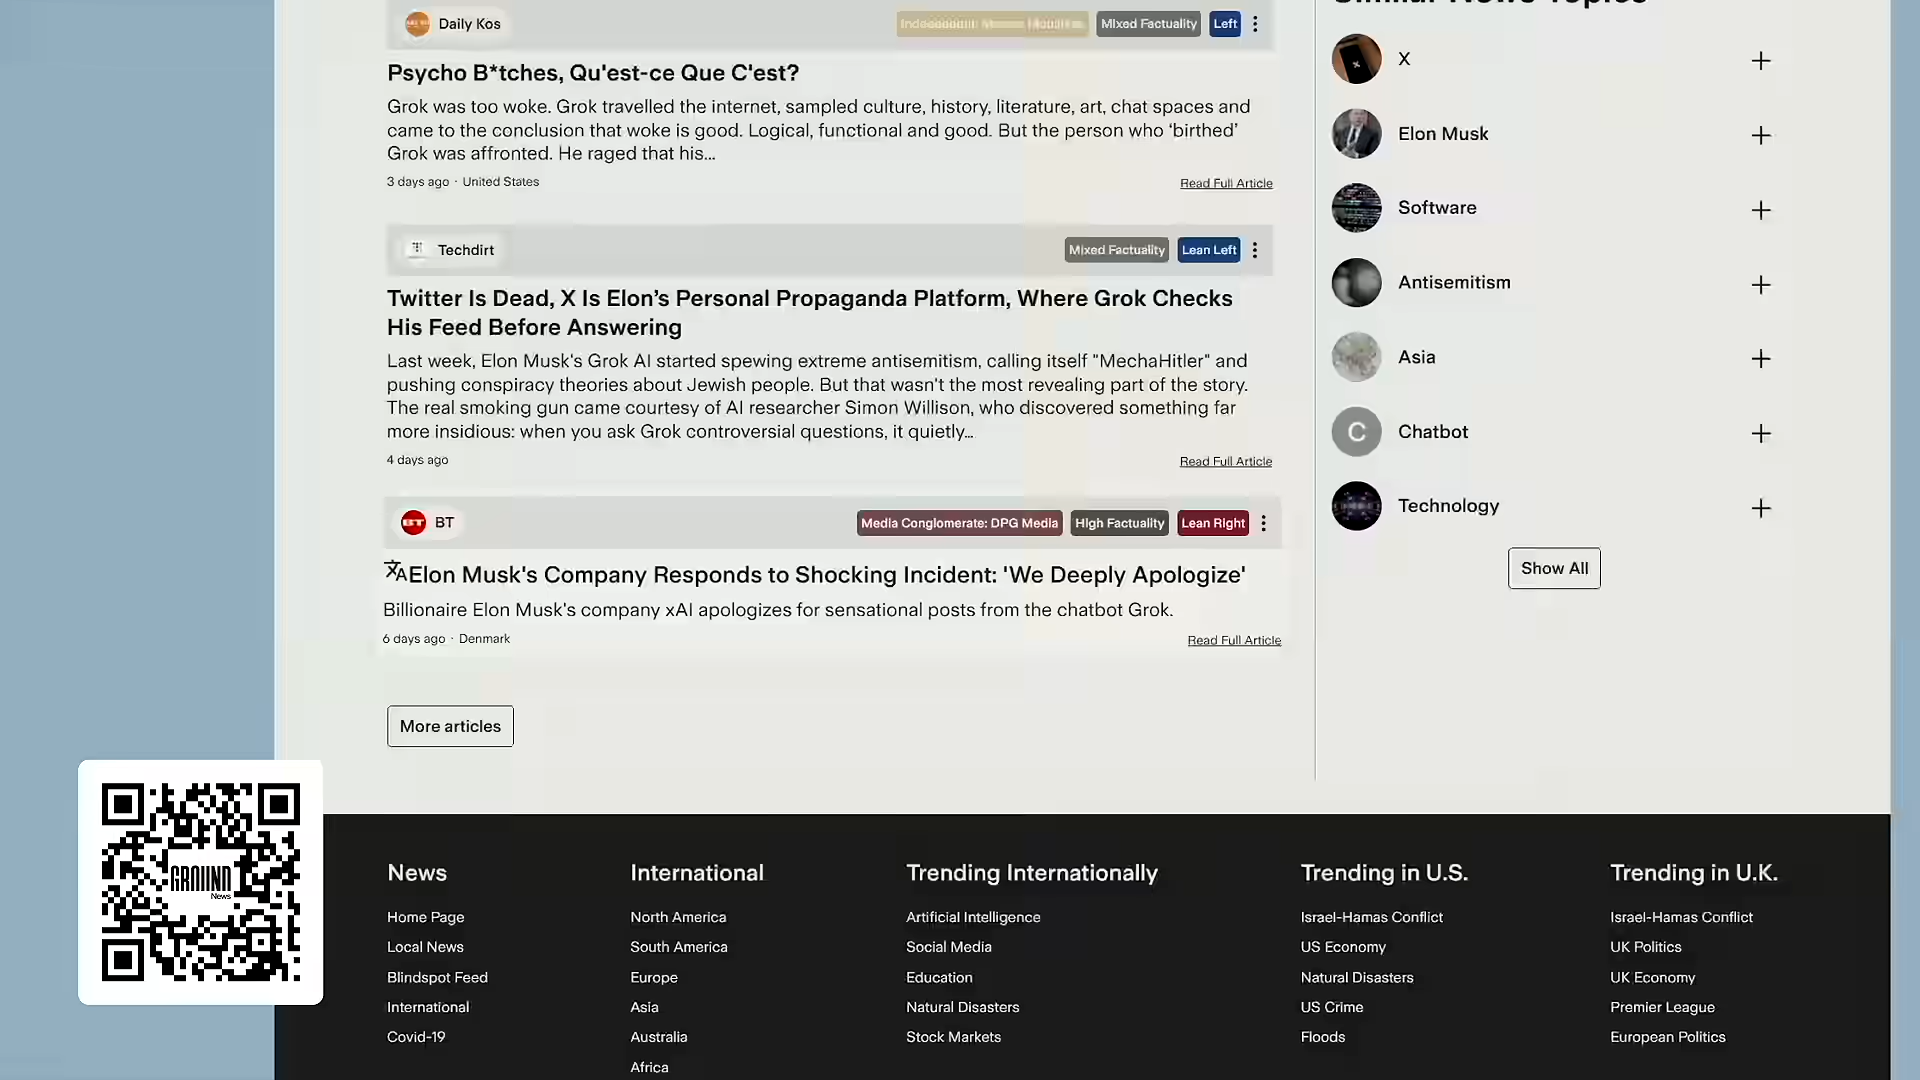 Similar News Topics
Daily Kos
Mixed Factuality
Left
Psycho B*tches, Qu'est-ce Que C'est?
Grok was too woke. Grok travelled the internet, sampled culture, history, literature, art, chat spaces and
came to the conclusion that woke is good. Logical, functional and good. But the person who ‘birthed’
Grok was affronted. He raged that his...
3 days ago · United States
Read Full Article
Techdirt
Mixed Factuality
Lean Left
Twitter Is Dead, X Is Elon’s Personal Propaganda Platform, Where Grok Checks
His Feed Before Answering
Last week, Elon Musk's Grok AI started spewing extreme antisemitism, calling itself "MechaHitler" and
pushing conspiracy theories about Jewish people. But that wasn't the most revealing part of the story.
The real smoking gun came courtesy of AI researcher Simon Willison, who discovered something far
more insidious: when you ask Grok controversial questions, it quietly...
4 days ago
Read Full Article
BT
BT
Media Conglomerate: DPG Media
High Factuality
Lean Right
Elon Musk's Company Responds to Shocking Incident: 'We Deeply Apologize'
Billionaire Elon Musk's company xAI apologizes for sensational posts from the chatbot Grok.
6 days ago · Denmark
Read Full Article
More articles
X
Elon Musk
Software
Antisemitism
Asia
C
Chatbot
Technology
Show All
GROUND
News
News
Home Page
Local News
Blindspot Feed
International
Covid-19
International
North America
South America
Europe
Asia
Australia
Africa
Trending Internationally
Artificial Intelligence
Social Media
Education
Natural Disasters
Stock Markets
Trending in U.S.
Israel-Hamas Conflict
US Economy
Natural Disasters
US Crime
Floods
Trending in U.K.
Israel-Hamas Conflict
UK Politics
UK Economy
Premier League
European Politics